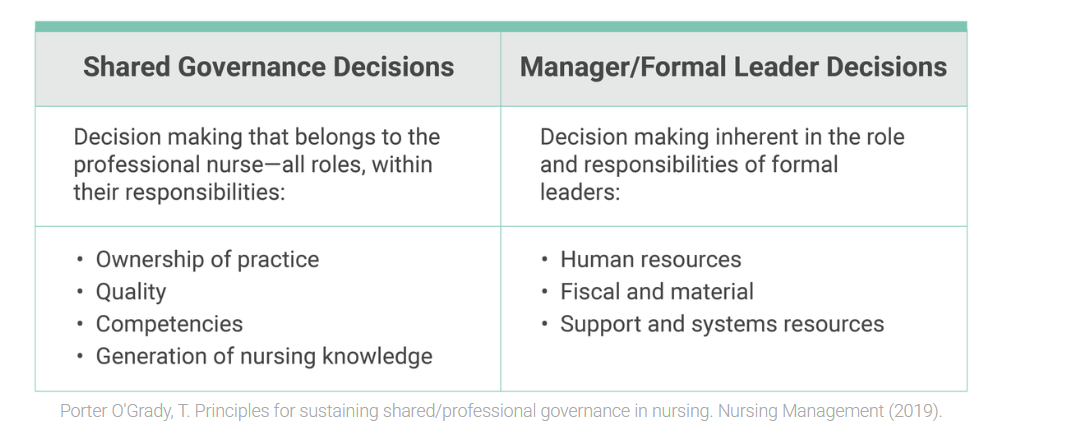 Shared Governance Decisions
Manager/Formal Leader Decisions
Decision making that belongs to the
professional nurse—all roles, within
their responsibilities:
Decision making inherent in the role
and responsibilities of formal
leaders:
• Ownership of practice
• Quality
• Competencies
• Generation of nursing knowledge
• Human resources
• Fiscal and material
• Support and systems resources
Porter O'Grady, T. Principles for sustaining shared/professional governance in nursing. Nursing Management (2019).